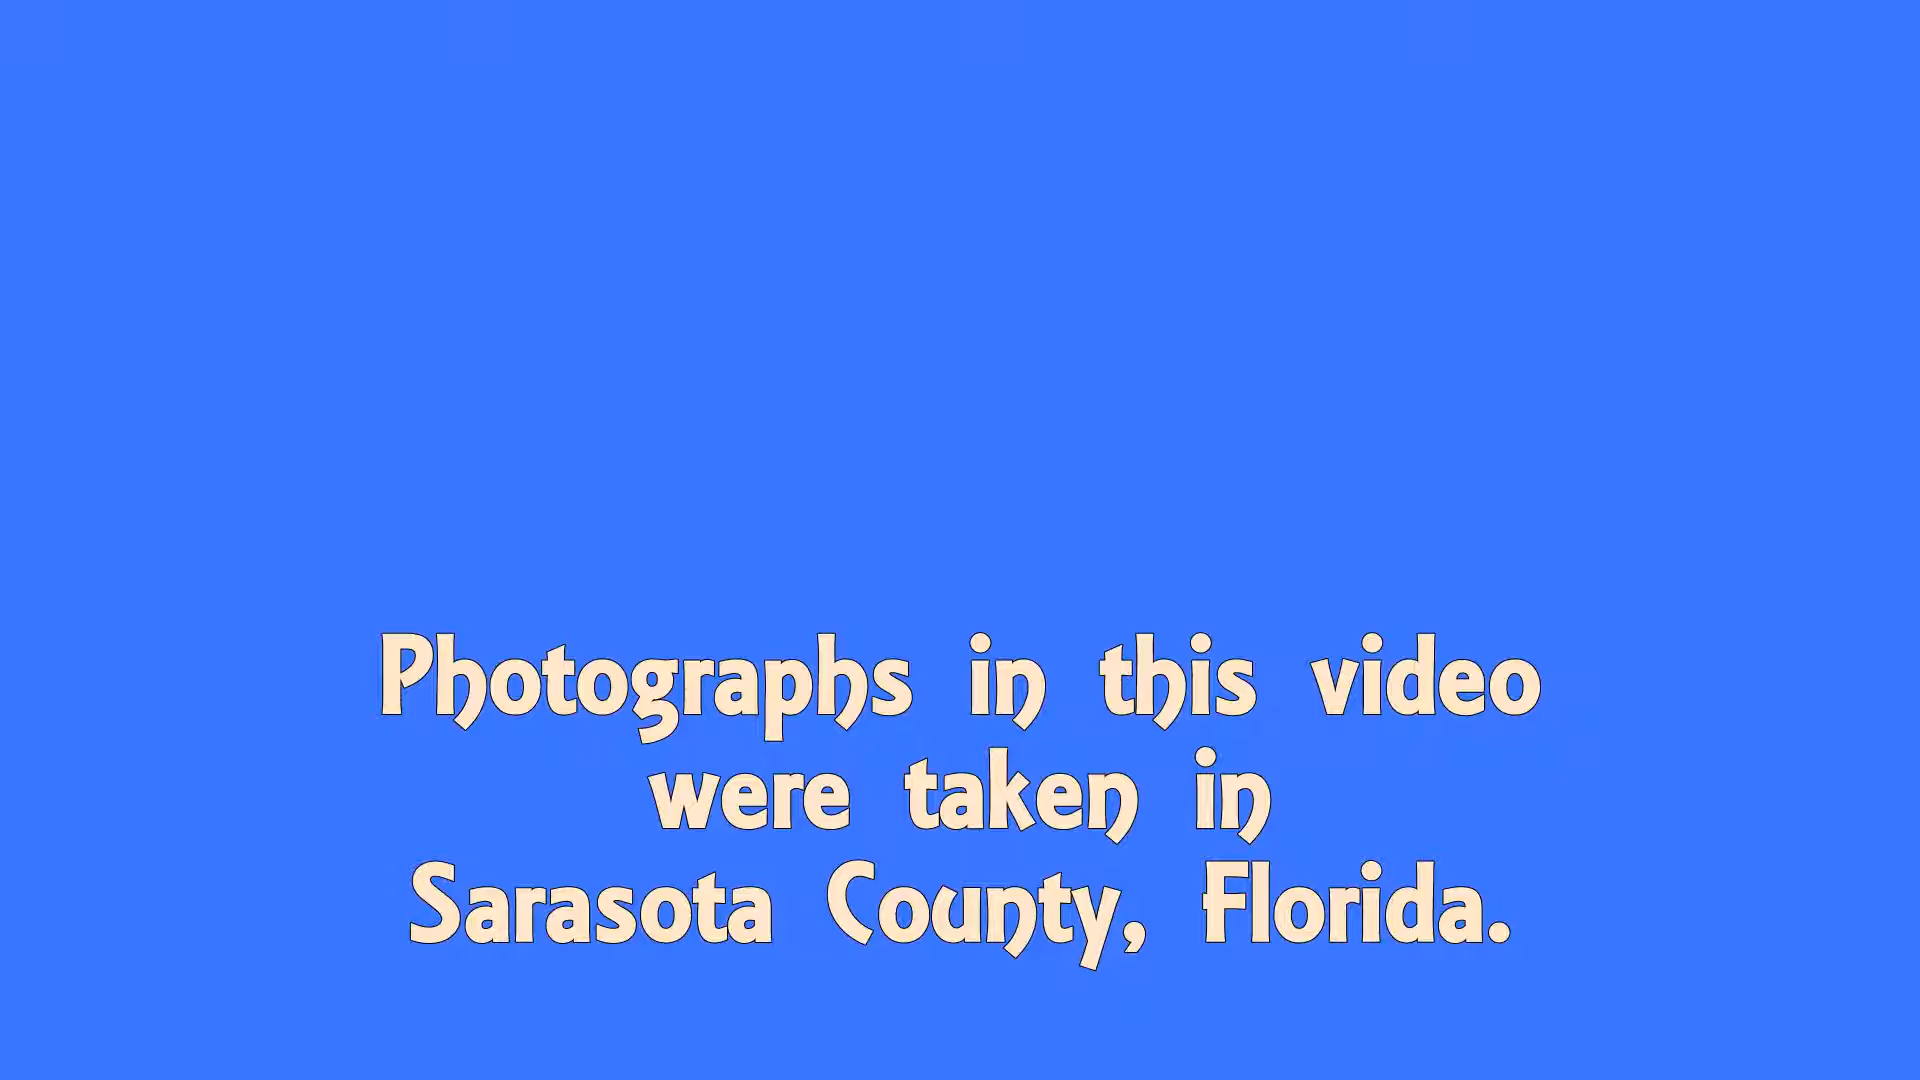 Photographs in this video
were taken in
Sarasota County, Florida.